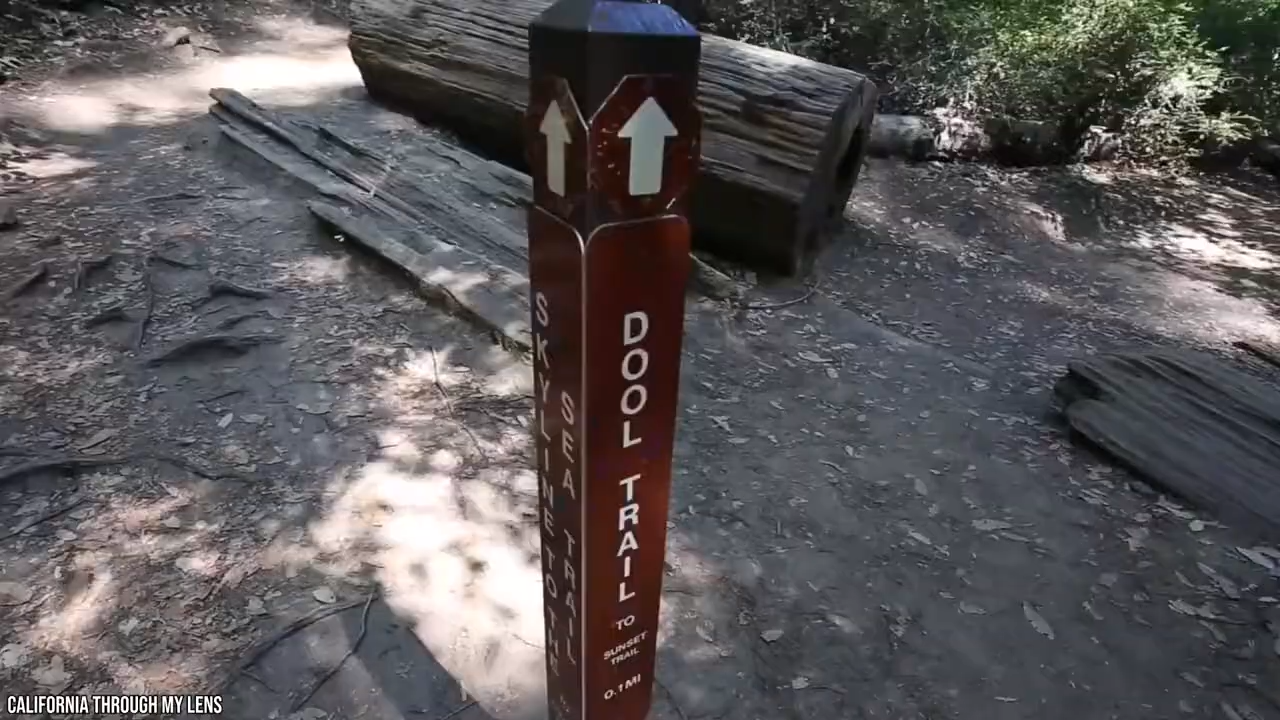 SKYLINE TO THE
SEA TRAIL
DOOL TRAIL
TO
SUNSET
TRAIL
0.1 MI
CALIFORNIA THROUGH MY LENS